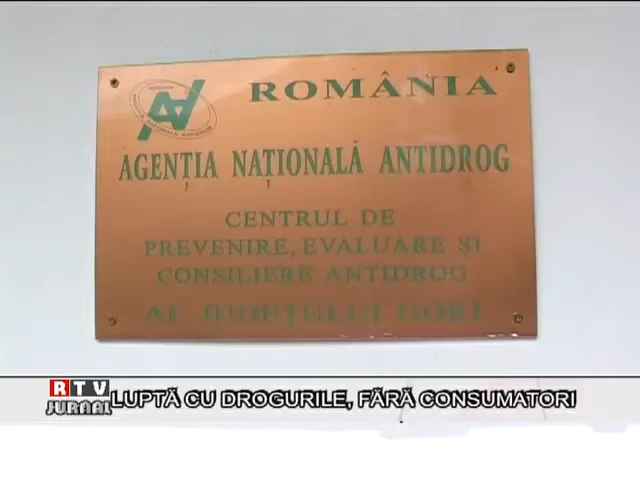 ROMÂNIA
AGENȚIA NAȚIONALĂ ANTIDROG
CENTRUL DE
PREVENIRE, EVALUARE ȘI
CONSILIERE ANTIDROG
AL JUDEȚULUI GORJ
RTV
JURNAL
LUPTĂ CU DROGURILE, FĂRĂ CONSUMATORI